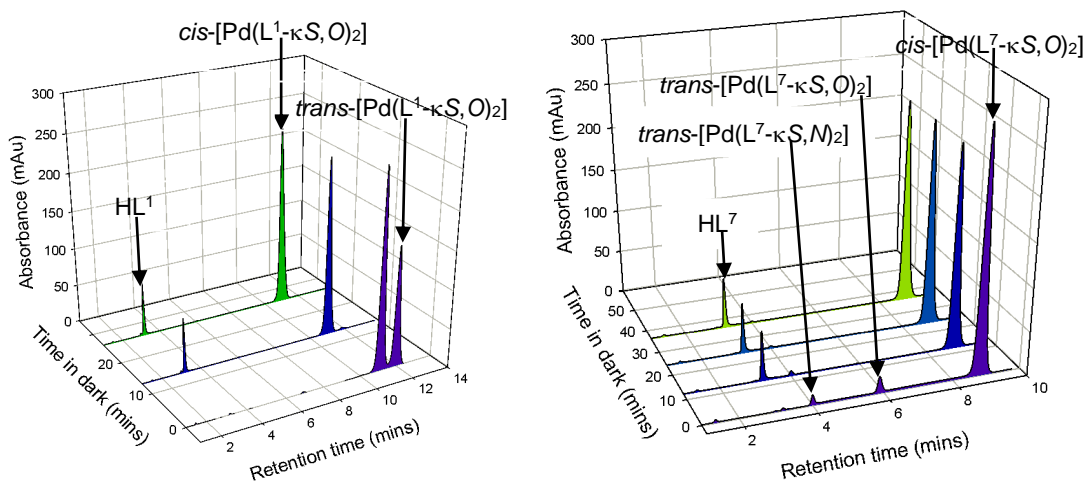 cis-[Pd(L¹-κS,O)₂]
trans-[Pd(L¹-κS,O)₂]
HL¹
Absorbance (mAu)
300
250
200
150
100
50
0
Time in dark (mins)
20
10
0
2
4
6
8
10
12
14
Retention time (mins)
cis-[Pd(L⁷-κS,O)₂]
trans-[Pd(L⁷-κS,O)₂]
trans-[Pd(L⁷-κS,N)₂]
HL⁷
Absorbance (mAu)
300
250
200
150
100
50
0
Time in dark (mins)
50
40
30
20
10
0
2
4
6
8
10
Retention time (mins)